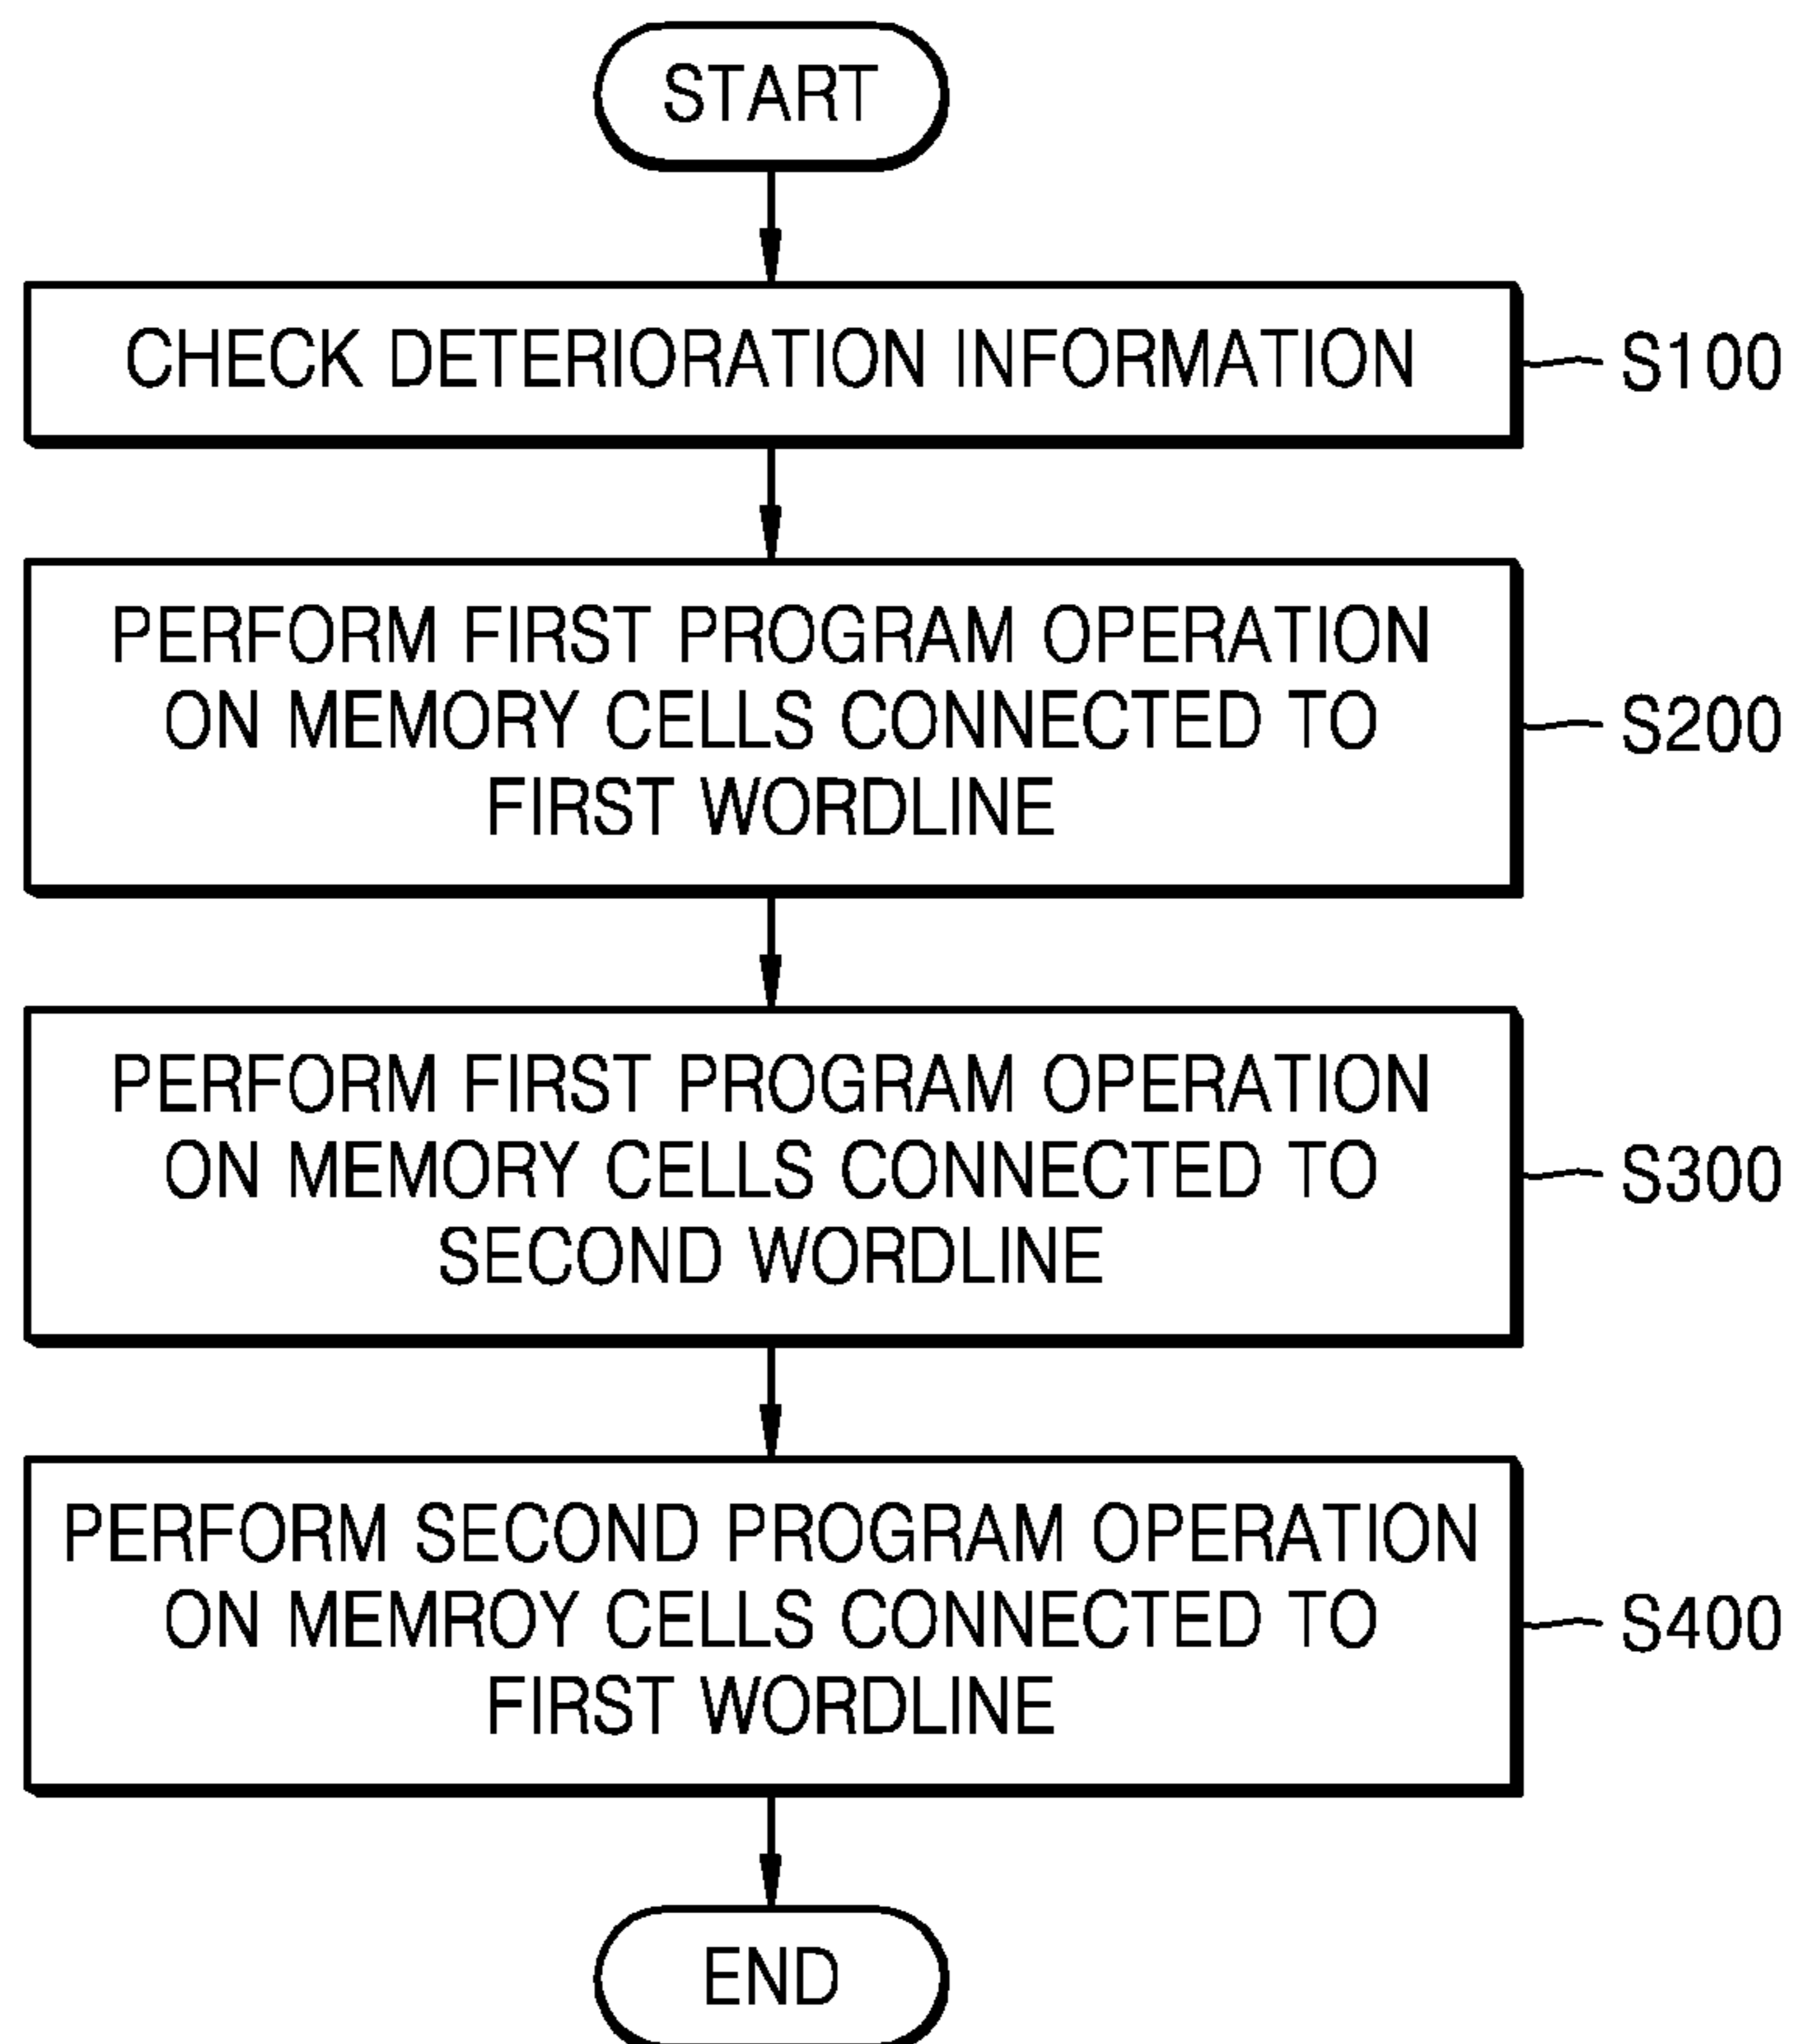 START
CHECK DETERIORATION INFORMATION
S100
PERFORM FIRST PROGRAM OPERATION
ON MEMORY CELLS CONNECTED TO
S200
FIRST WORDLINE
PERFORM FIRST PROGRAM OPERATION
ON MEMORY CELLS CONNECTED TO
S300
SECOND WORDLINE
PERFORM SECOND PROGRAM OPERATION
ON MEMROY CELLS CONNECTED TO
S400
FIRST WORDLINE
END